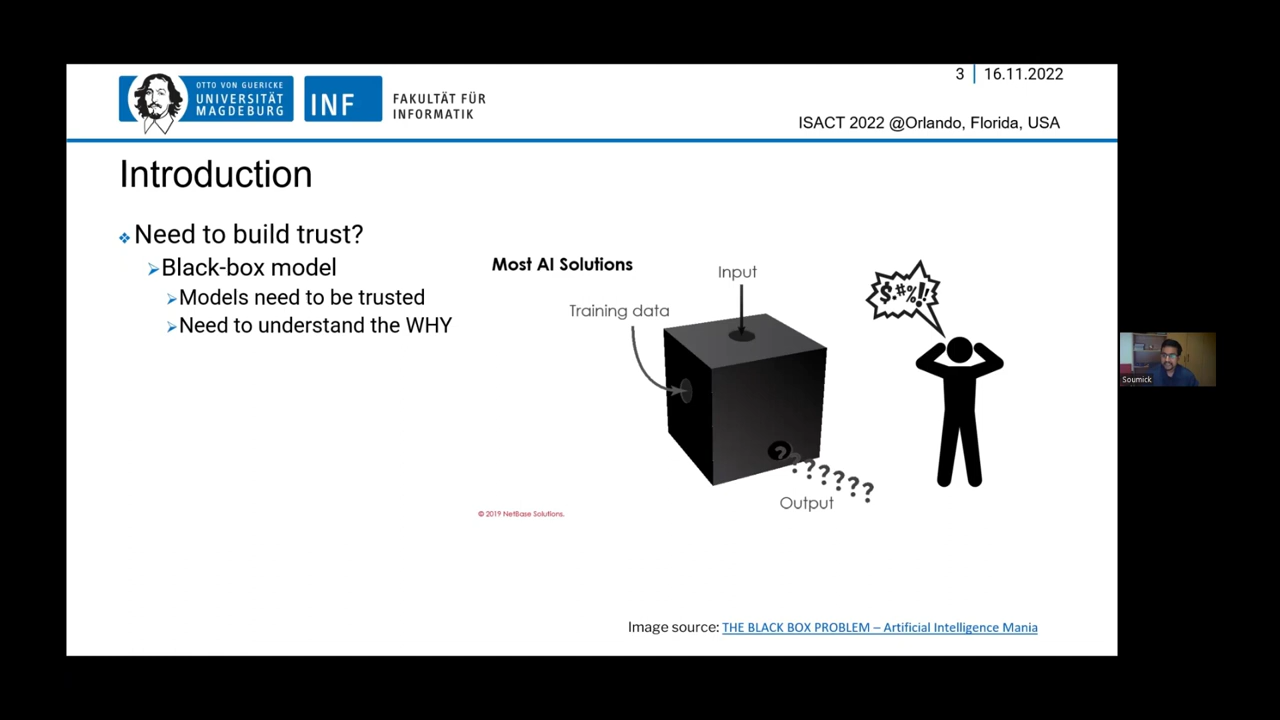 OTTO VON GUERICKE
UNIVERSITÄT
MAGDEBURG
INF
FAKULTÄT FÜR
INFORMATIK
3
16.11.2022
ISACT 2022 @Orlando, Florida, USA
Introduction
Need to build trust?
Black-box model
Models need to be trusted
Need to understand the WHY
Most AI Solutions
Input
Training data
$.#%!!
?
??????
Output
© 2019 NetBase Solutions.
Image source: THE BLACK BOX PROBLEM – Artificial Intelligence Mania
Soumick